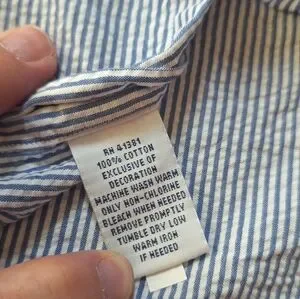 RN 41381
100% COTTON
EXCLUSIVE OF
DECORATION
MACHINE WASH WARM
ONLY NON-CHLORINE
BLEACH WHEN NEEDED
REMOVE PROMPTLY
TUMBLE DRY LOW
WARM IRON
IF NEEDED